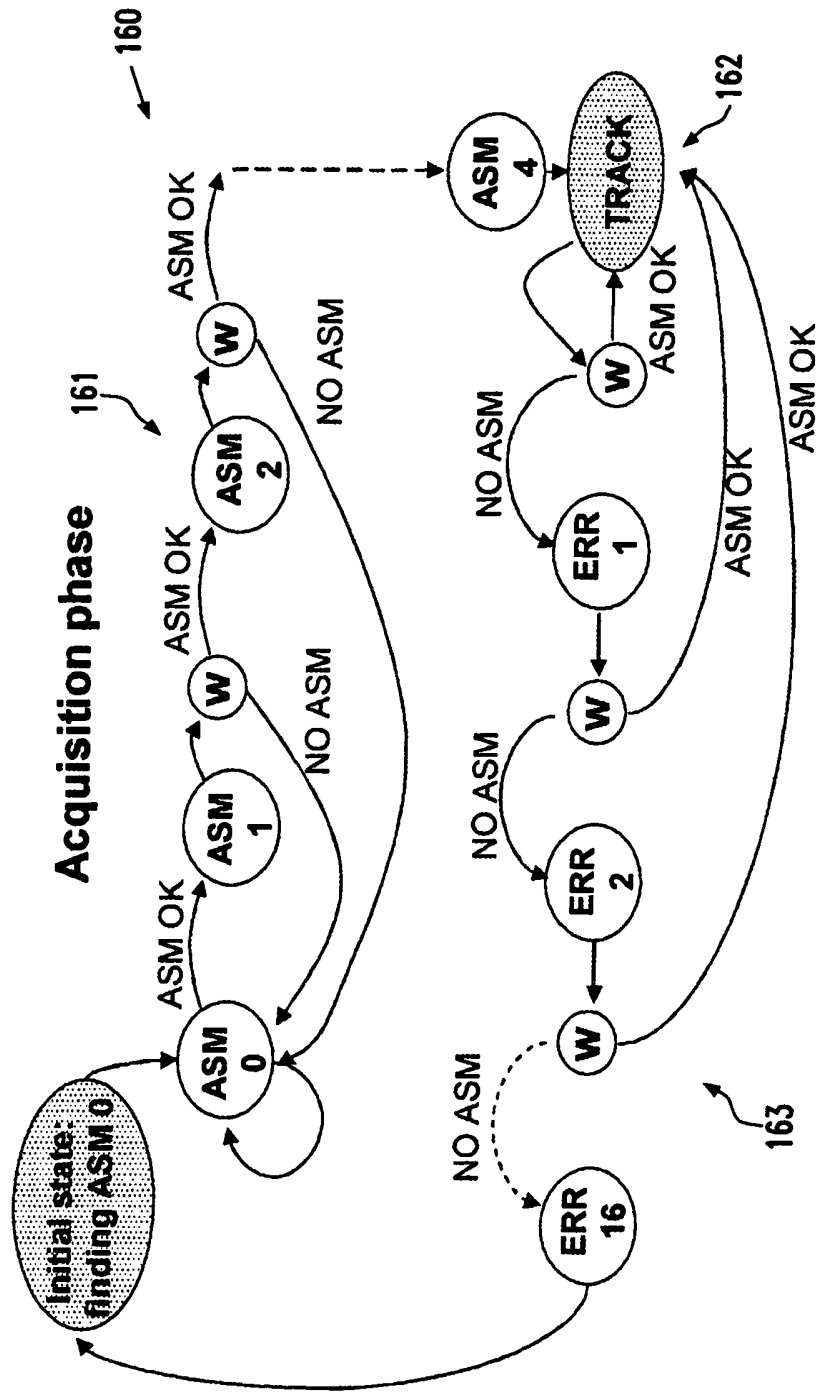 160
Acquisition phase
161
Initial state:
finding ASM 0
ASM
0
ASM OK
ASM
1
W
ASM OK
ASM
2
W
ASM OK
NO ASM
NO ASM
ASM
4
TRACK
162
W
ASM OK
NO ASM
ERR
1
W
ASM OK
NO ASM
ERR
2
W
ASM OK
NO ASM
ERR
16
163